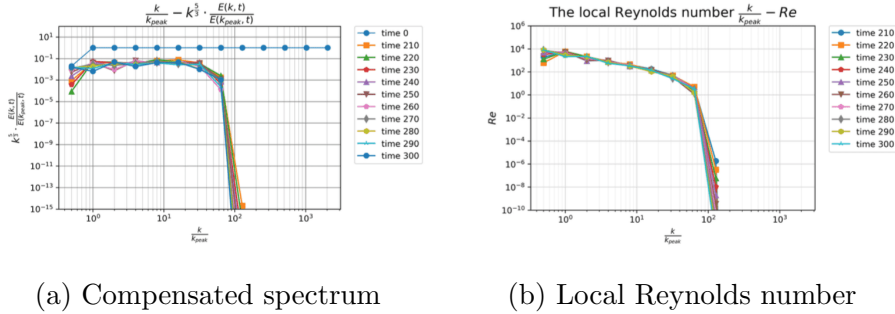 k/k_peak − k^(5/3) · E(k,t)/E(k_peak,t)
k^(5/3) · E(k,t)/E(k_peak,t)
10^1
10^-1
10^-3
10^-5
10^-7
10^-9
10^-11
10^-13
10^-15
10^0 10^1 10^2 10^3
k/k_peak
time 0
time 210
time 220
time 230
time 240
time 250
time 260
time 270
time 280
time 290
time 300
The local Reynolds number k/k_peak − Re
Re
10^6
10^4
10^2
10^0
10^-2
10^-4
10^-6
10^-8
10^-10
10^0 10^1 10^2 10^3
k/k_peak
time 210
time 220
time 230
time 240
time 250
time 260
time 270
time 280
time 290
time 300
(a) Compensated spectrum
(b) Local Reynolds number